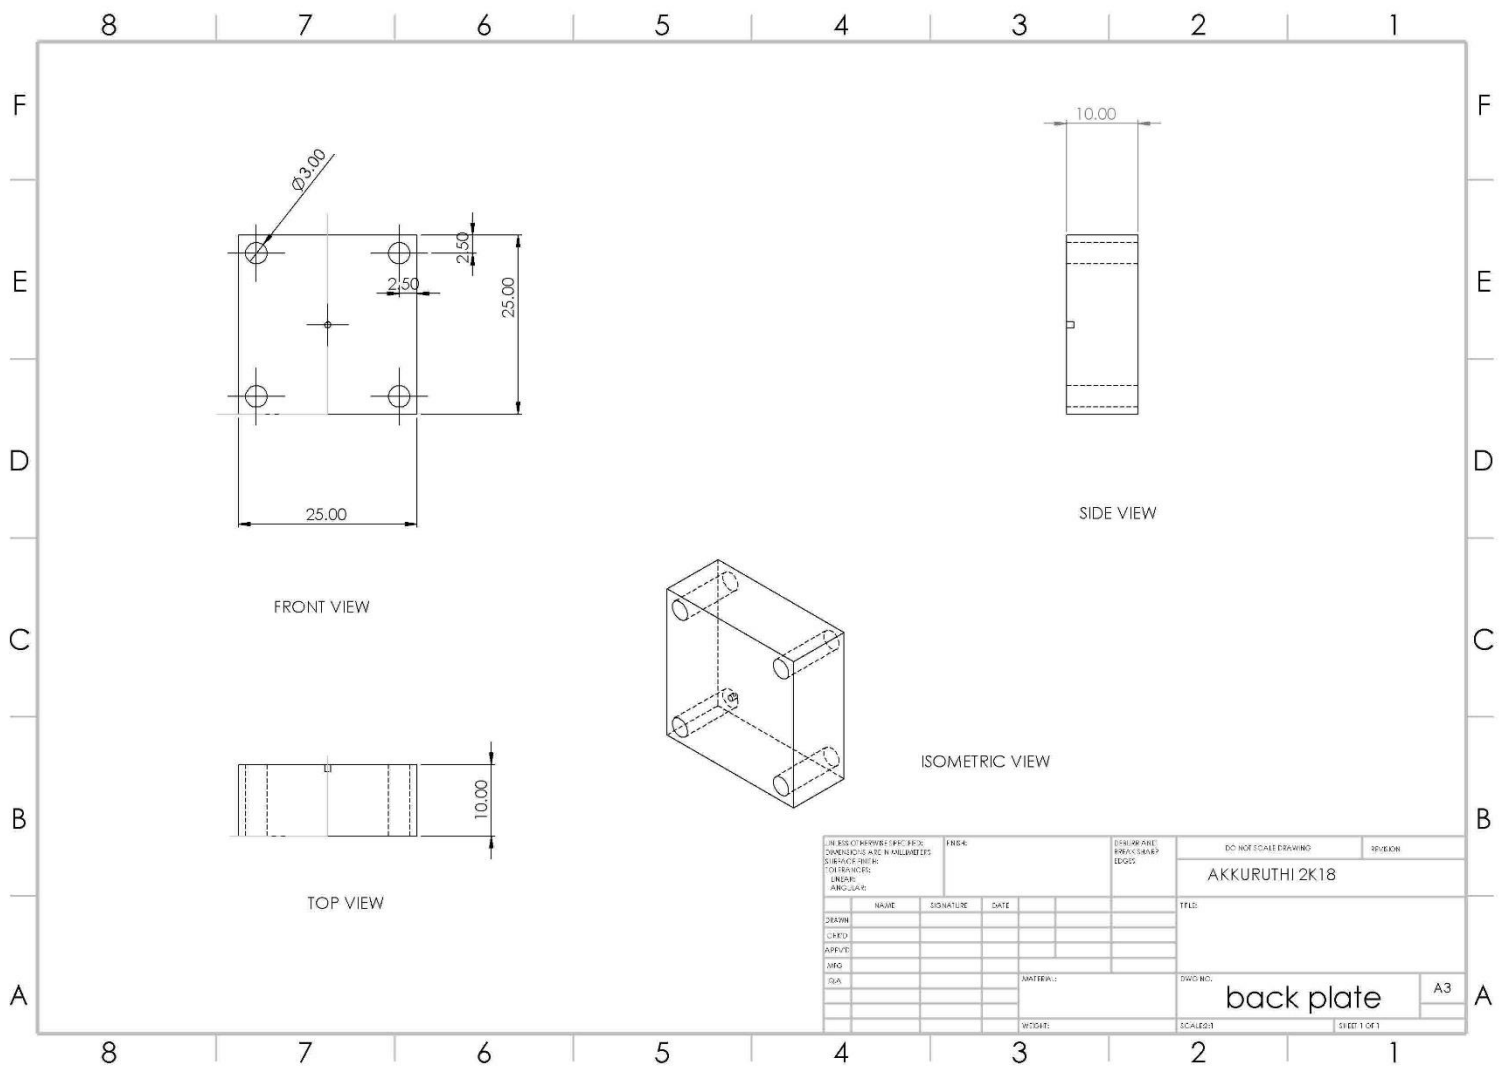 8 7 6 5 4 3 2 1
F F
10.00
Ø3.00
2.50
E E
2.50
25.00
D D
25.00
SIDE VIEW
FRONT VIEW
C C
ISOMETRIC VIEW
10.00
B B
TOP VIEW
UNLESS OTHERWISE SPECIFIED:
DIMENSIONS ARE IN MILLIMETERS
SURFACE FINISH:
TOLERANCES:
LINEAR:
ANGULAR:
FINISH:
DEBURR AND
BREAK SHARP
EDGES
DO NOT SCALE DRAWING
REVISION
AKKURUTHI 2K18
NAME SIGNATURE DATE
TITLE:
DRAWN
CHK'D
APPV'D
MFG
Q.A
MATERIAL:
DWG NO.
back plate
A3
A A
WEIGHT:
SCALE:2:1
SHEET 1 OF 1
8 7 6 5 4 3 2 1